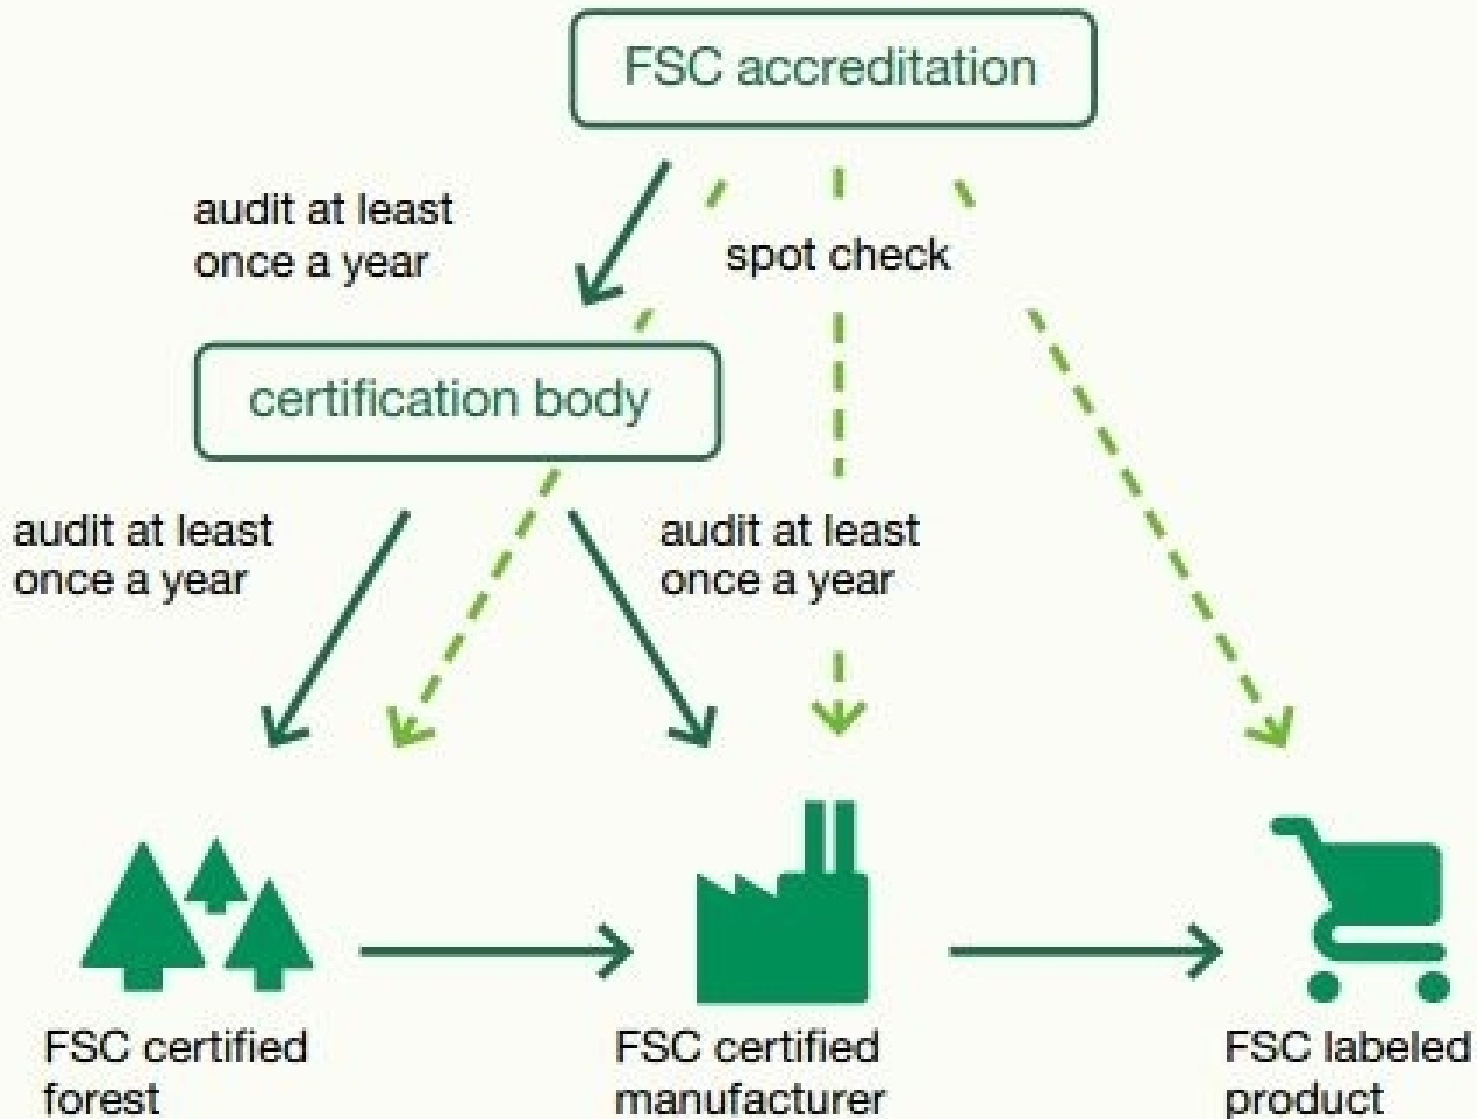 FSC accreditation
audit at least
once a year
spot check
certification body
audit at least
once a year
audit at least
once a year
FSC certified
forest
FSC certified
manufacturer
FSC labeled
product